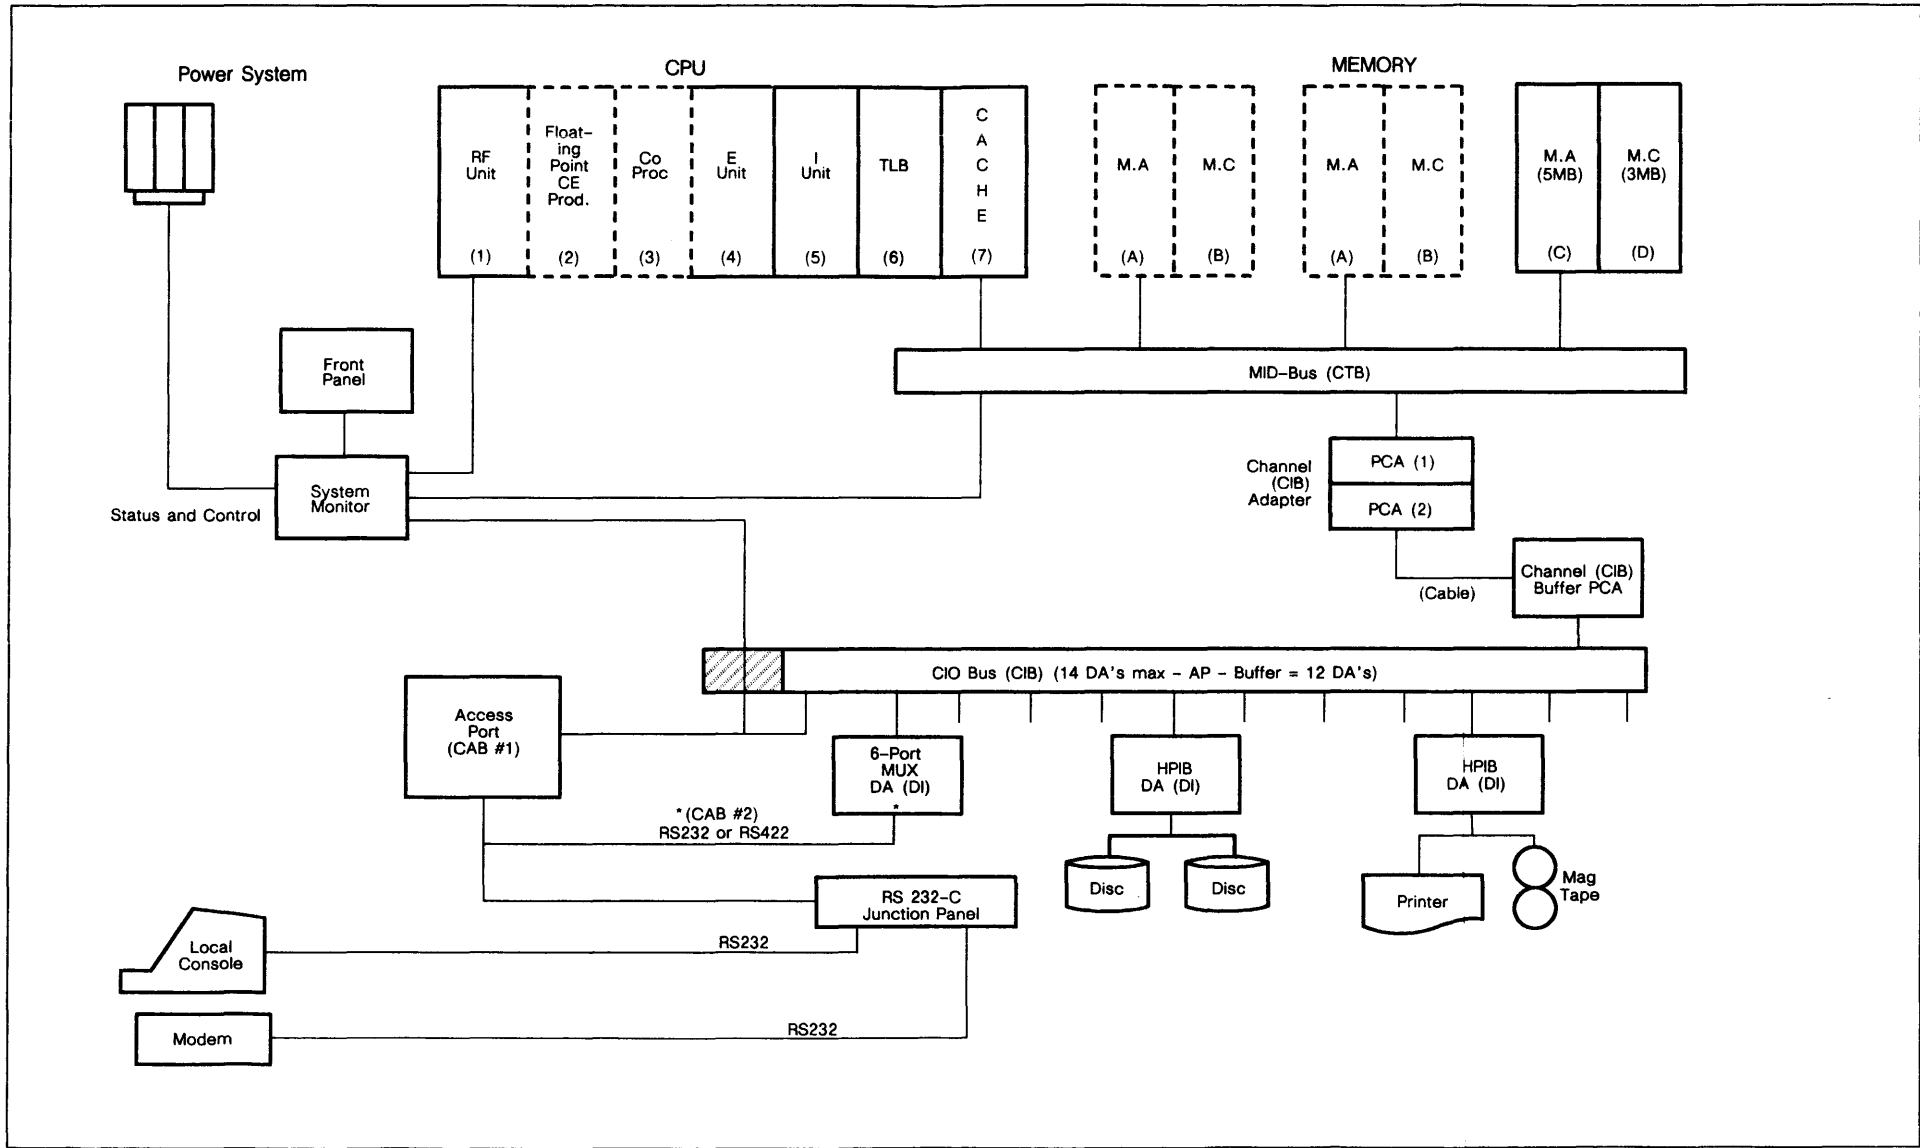 Power System
CPU
MEMORY
RF
Unit
(1)
Float-
ing
Point
CE
Prod.
(2)
Co
Proc
(3)
E
Unit
(4)
I
Unit
(5)
TLB
(6)
C
A
C
H
E
(7)
M.A
(A)
M.C
(B)
M.A
(A)
M.C
(B)
M.A
(5MB)
(C)
M.C
(3MB)
(D)
Front
Panel
MID-Bus (CTB)
System
Monitor
Status and Control
Channel
(CIB)
Adapter
PCA (1)
PCA (2)
(Cable)
Channel (CIB)
Buffer PCA
CIO Bus (CIB) (14 DA's max - AP - Buffer = 12 DA's)
Access
Port
(CAB #1)
6-Port
MUX
DA (DI)
*
HPIB
DA (DI)
HPIB
DA (DI)
*(CAB #2)
RS232 or RS422
Disc
Disc
Printer
Mag
Tape
RS 232-C
Junction Panel
Local
Console
RS232
Modem
RS232